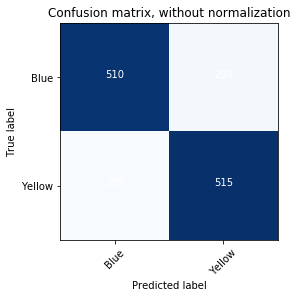 Confusion matrix, without normalization
True label
Blue
510
Yellow
515
Blue
Yellow
Predicted label